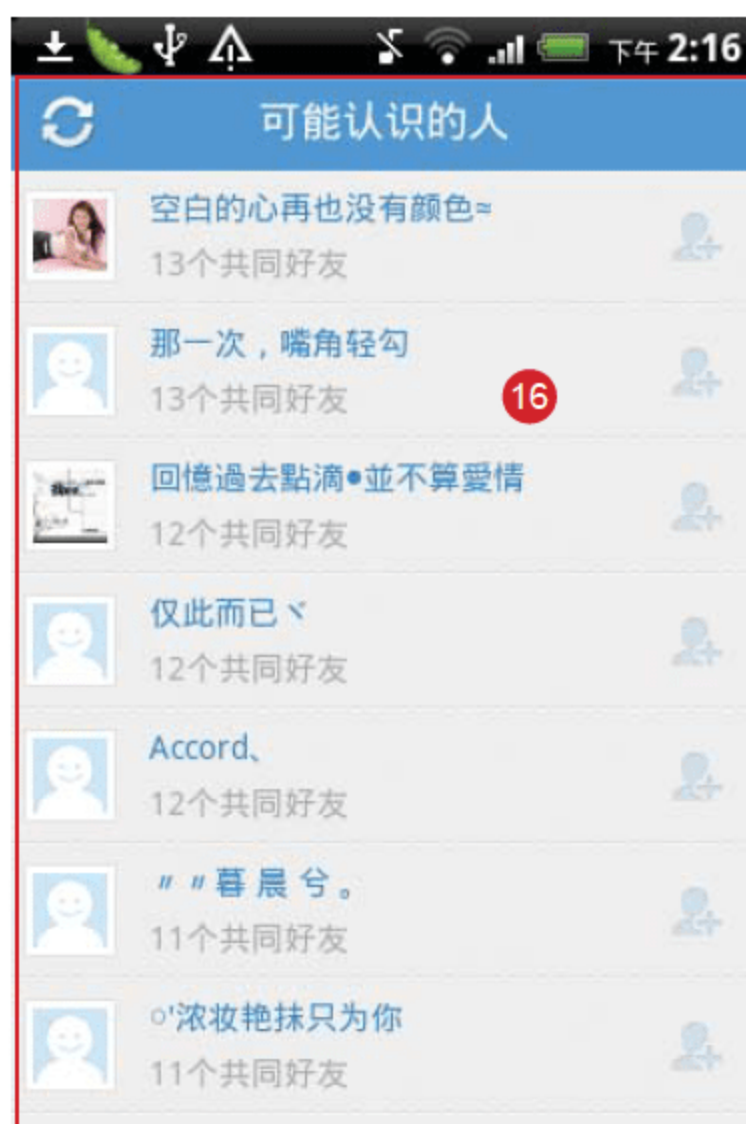 下午 2:16
可能认识的人
空白的心再也没有颜色≈
13个共同好友
那一次，嘴角轻勾
13个共同好友
16
回憶過去點滴●並不算愛情
12个共同好友
仅此而已ヾ
12个共同好友
Accord、
12个共同好友
〃〃暮晨兮。
11个共同好友
○'浓妆艳抹只为你
11个共同好友